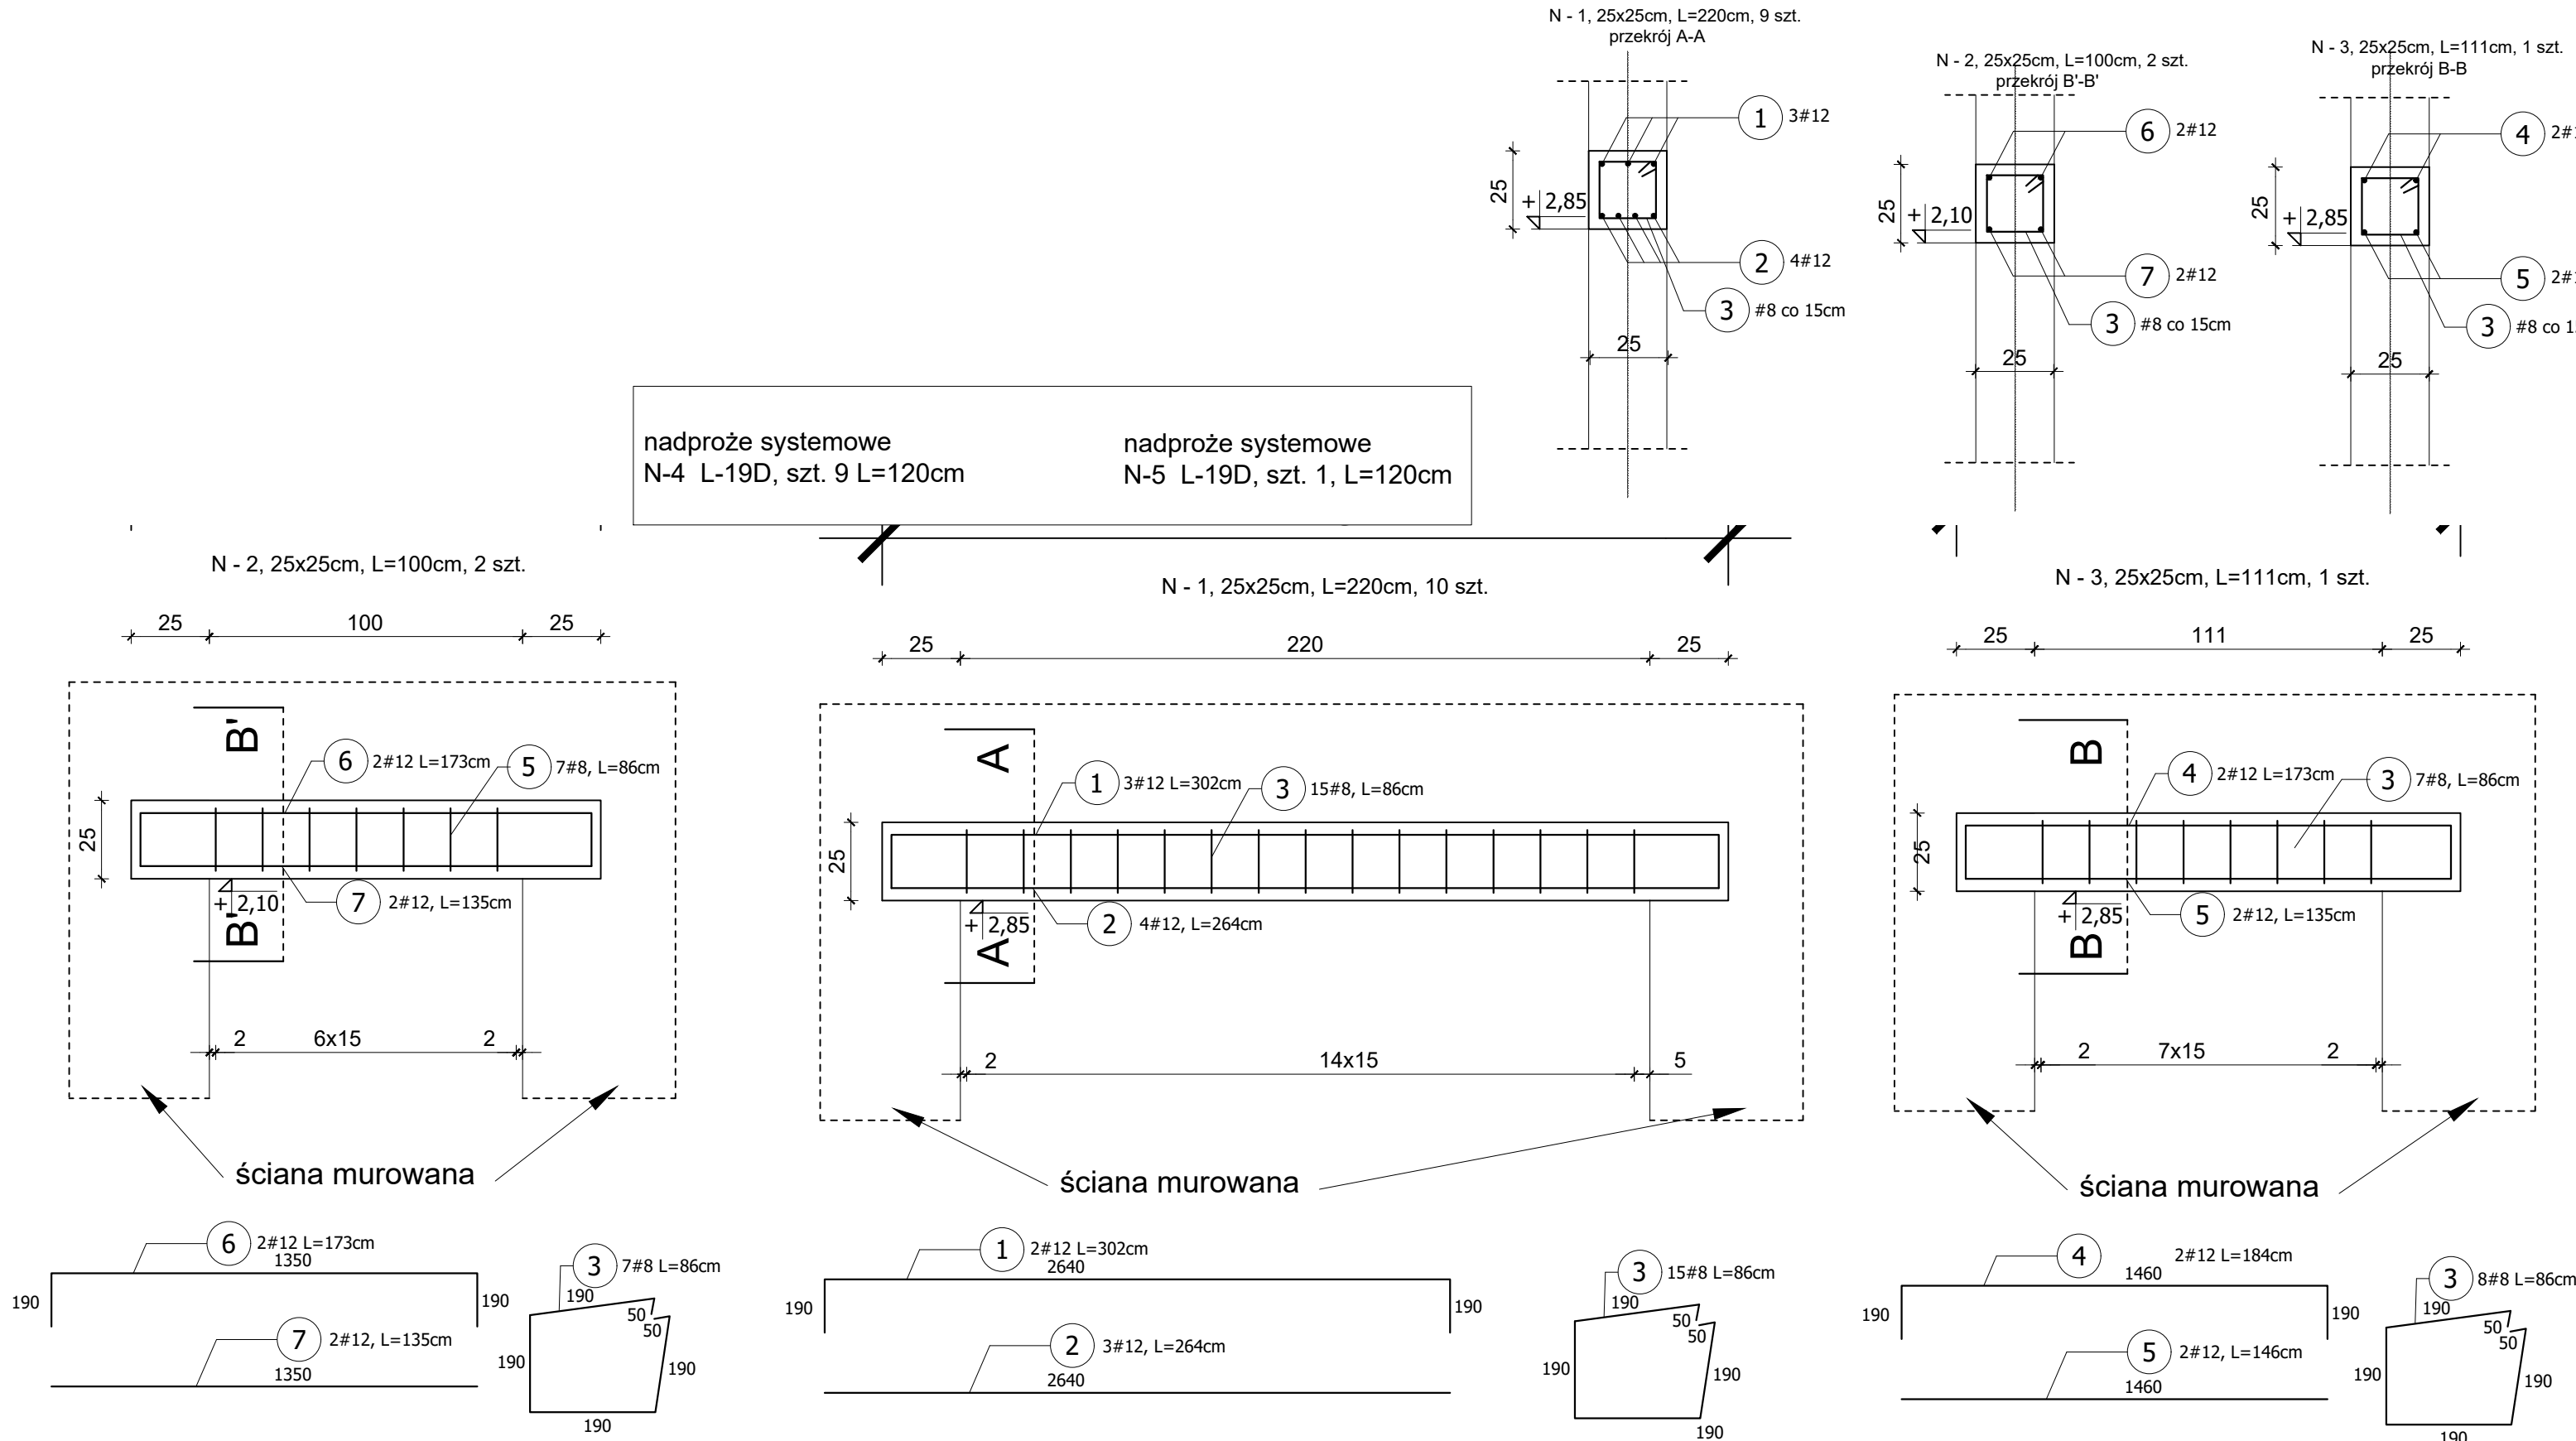 N - 1, 25x25cm, L=220cm, 9 szt.
przekrój A-A
1 3#12
25
+ 2,85
2 4#12
3 #8 co 15cm
25
N - 2, 25x25cm, L=100cm, 2 szt.
przekrój B'-B'
6 2#12
25
+ 2,10
7 2#12
3 #8 co 15cm
25
N - 3, 25x25cm, L=111cm, 1 szt.
przekrój B-B
4 2#
25
+ 2,85
5 2#
3 #8 co 1
25
nadproże systemowe
N-4 L-19D, szt. 9 L=120cm
nadproże systemowe
N-5 L-19D, szt. 1, L=120cm
N - 2, 25x25cm, L=100cm, 2 szt.
25 100 25
B'
6 2#12 L=173cm
5 7#8, L=86cm
25
+ 2,10
7 2#12, L=135cm
B'
2 6x15 2
ściana murowana
6 2#12 L=173cm
1350
190 190
7 2#12, L=135cm
1350
3 7#8 L=86cm
190
50
50
190 190
190
N - 1, 25x25cm, L=220cm, 10 szt.
25 220 25
A
1 3#12 L=302cm
3 15#8, L=86cm
25
+ 2,85
2 4#12, L=264cm
A
2 14x15 5
ściana murowana
1 2#12 L=302cm
2640
190 190
2 3#12, L=264cm
2640
3 15#8 L=86cm
190
50
50
190 190
190
N - 3, 25x25cm, L=111cm, 1 szt.
25 111 25
B
4 2#12 L=173cm
3 7#8, L=86cm
25
+ 2,85
5 2#12, L=135cm
B
2 7x15 2
ściana murowana
4 2#12 L=184cm
1460
190 190
5 2#12, L=146cm
1460
3 8#8 L=86cm
190
50
50
190 190
190